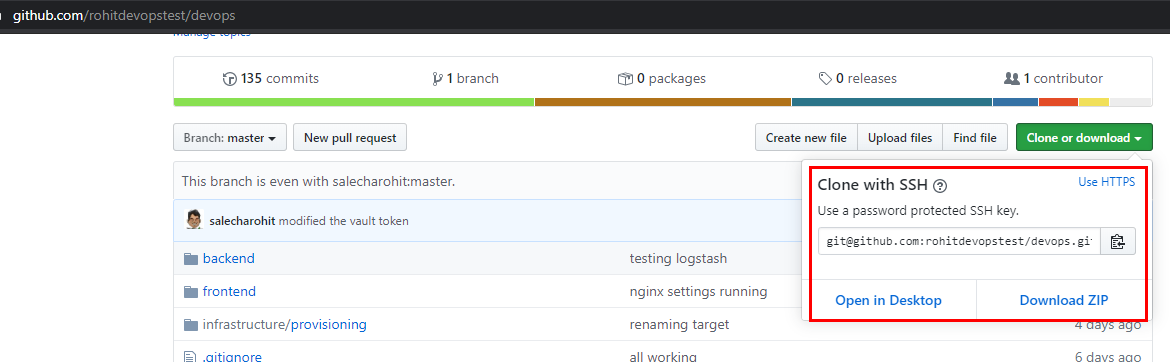 github.com/rohitdevopstest/devops
Manage topics
135 commits 1 branch 0 packages 0 releases 1 contributor
Branch: master New pull request Create new file Upload files Find file Clone or download
This branch is even with salecharohit:master.
Clone with SSH ? Use HTTPS
salecharohit modified the vault token
Use a password protected SSH key.
git@github.com:rohitdevopstest/devops.gi
backend testing logstash
frontend nginx settings running
Open in Desktop Download ZIP
infrastructure/provisioning renaming target 4 days ago
.gitignore all working 6 days ago